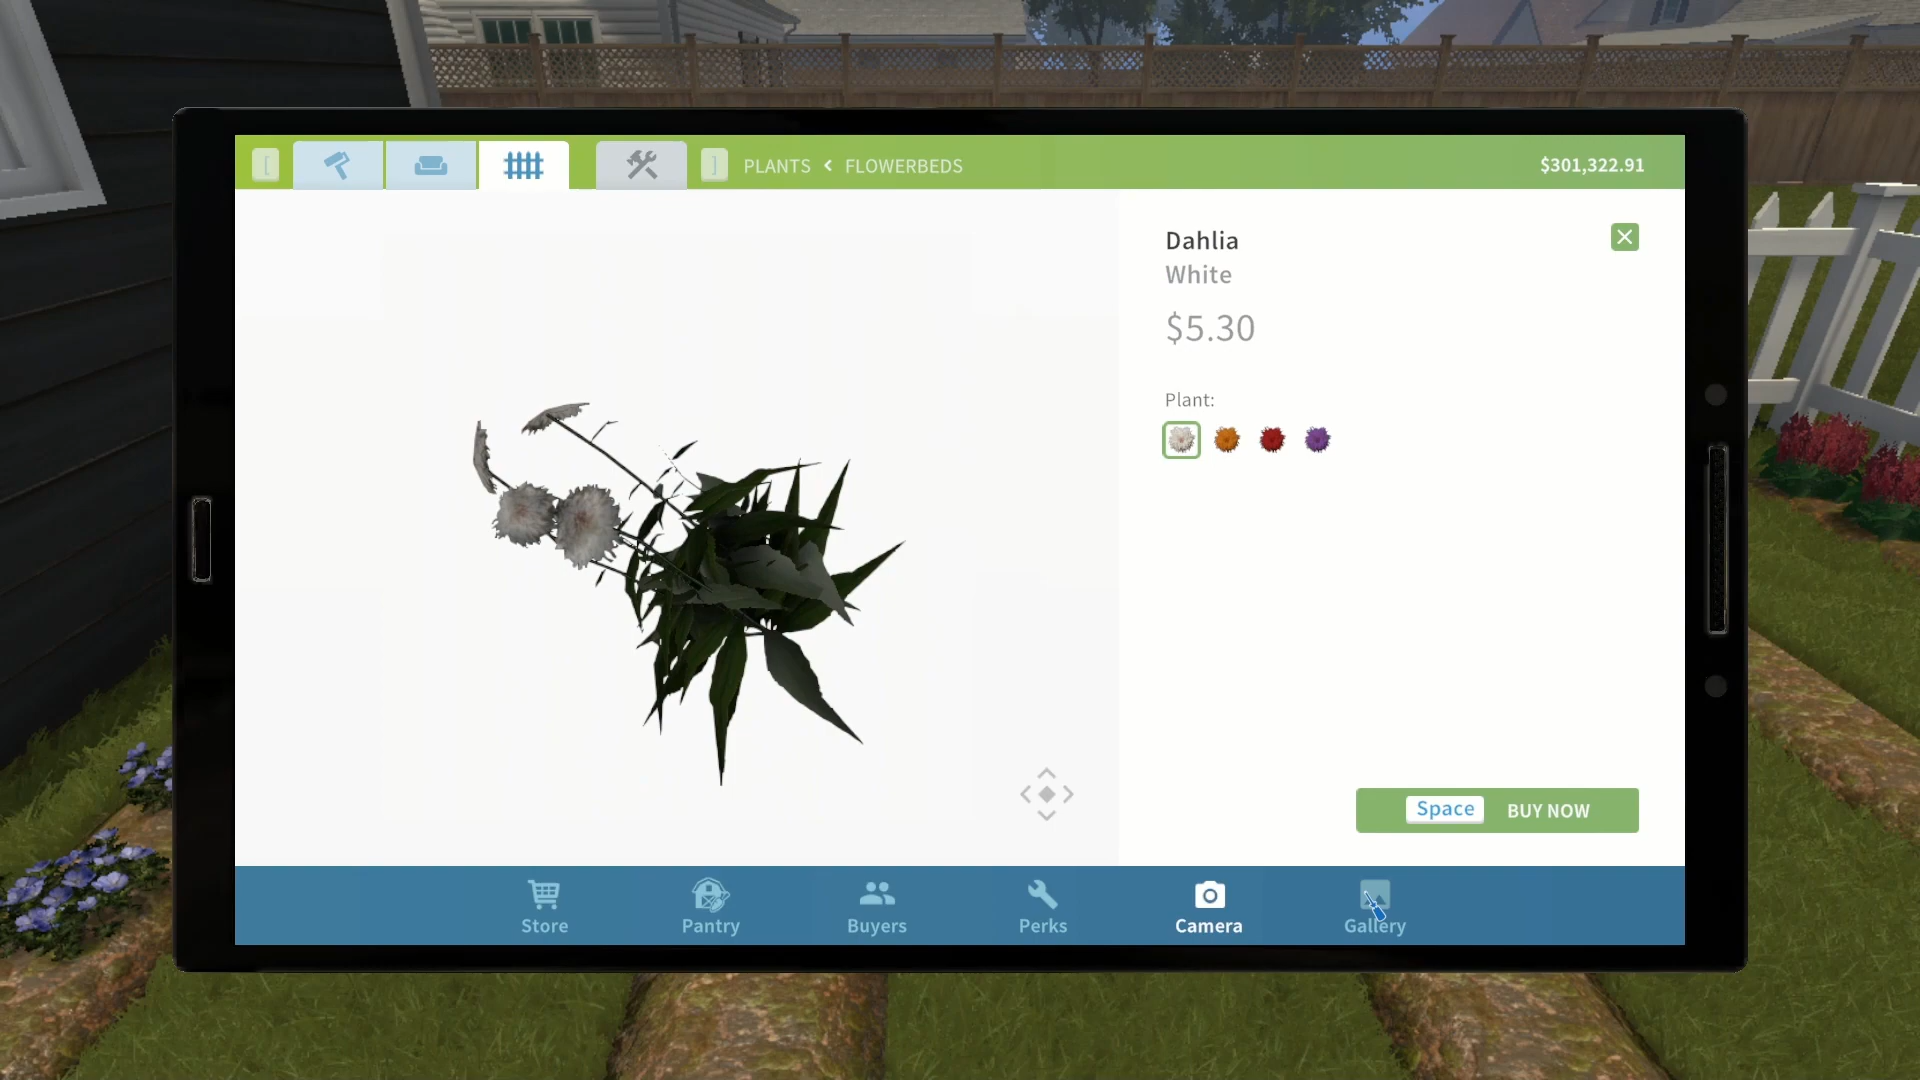 [
] PLANTS < FLOWERBEDS
$301,322.91
Dahlia
White
$5.30
Plant:
Space BUY NOW
Store
Pantry
Buyers
Perks
Camera
Gallery